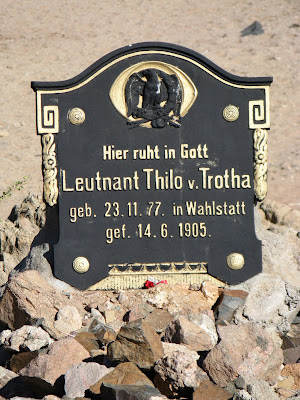 Hier ruht in Gott
Leutnant Thilo v. Trotha
geb. 23.11.77. in Wahlstatt
gef. 14.6.1905.